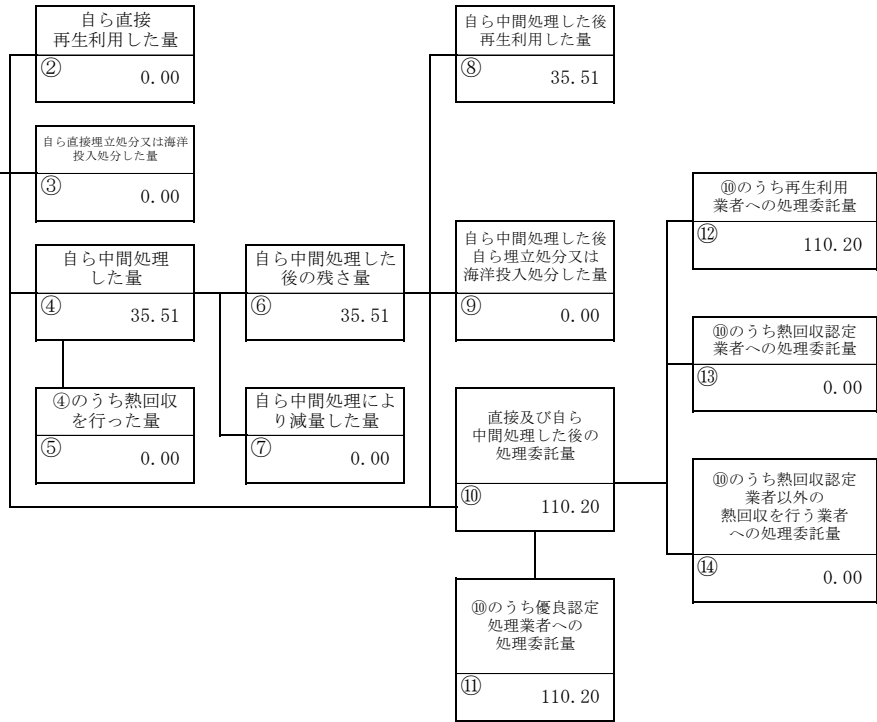 自ら直接
再生利用した量
②
0.00
自ら直接埋立処分又は海洋
投入処分した量
③
0.00
自ら中間処理
した量
④
35.51
④のうち熱回収
を行った量
⑤
0.00
自ら中間処理した
後の残さ量
⑥
35.51
自ら中間処理によ
り減量した量
⑦
0.00
自ら中間処理した後
再生利用した量
⑧
35.51
自ら中間処理した後
自ら埋立処分又は
海洋投入処分した量
⑨
0.00
直接及び自ら
中間処理した後の
処理委託量
⑩
110.20
⑩のうち優良認定
処理業者への
処理委託量
⑪
110.20
⑩のうち再生利用
業者への処理委託量
⑫
110.20
⑩のうち熱回収認定
業者への処理委託量
⑬
0.00
⑩のうち熱回収認定
業者以外の
熱回収を行う業者
への処理委託量
⑭
0.00